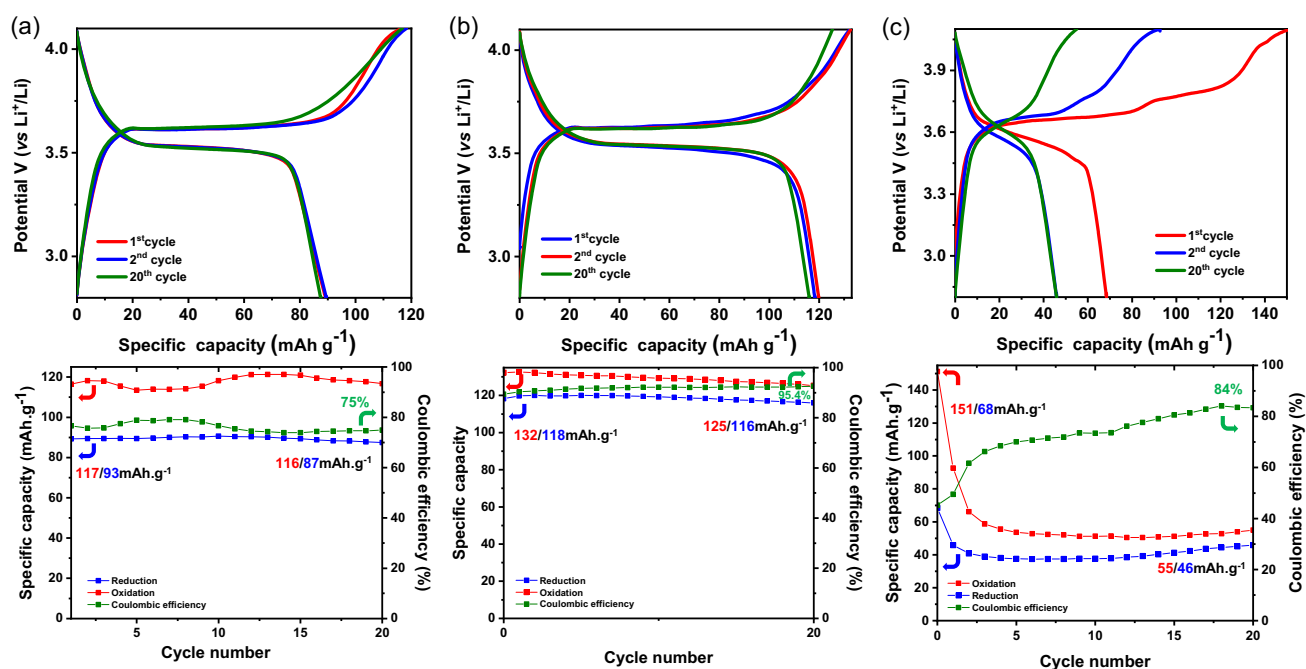 (a)
4.0
3.5
3.0
Potential V (vs Li⁺/Li)
1ˢᵗcycle
2ⁿᵈ cycle
20ᵗʰ cycle
0 20 40 60 80 100 120
Specific capacity (mAh g⁻¹)
(b)
4.0
3.5
3.0
Potential V (vs Li⁺/Li)
1ˢᵗcycle
2ⁿᵈ cycle
20ᵗʰ cycle
0 20 40 60 80 100 120
Specific capacity (mAh g⁻¹)
(c)
3.9
3.6
3.3
3.0
Potential V (vs Li⁺/Li)
1ˢᵗcycle
2ⁿᵈ cycle
20ᵗʰ cycle
0 20 40 60 80 100 120 140
Specific capacity (mAh g⁻¹)
120
100
80
60
40
20
0
Specific capacity (mAh.g⁻¹)
75%
117/93mAh.g⁻¹
116/87mAh.g⁻¹
Reduction
Oxidation
Coulombic efficiency
5 10 15 20
Cycle number
100
80
60
40
20
0
Coulombic efficiency (%)
120
100
80
60
40
20
0
Specific capacity
95.4%
132/118mAh.g⁻¹
125/116mAh.g⁻¹
Reduction
Oxidation
Coulombic efficiency
0 20
Cycle number
100
80
60
40
20
0
Coulombic efficiency (%)
140
120
100
80
60
40
20
0
Specific capacity (mAh.g⁻¹)
84%
151/68mAh.g⁻¹
55/46mAh.g⁻¹
Oxidation
Reduction
Coulombic efficiency
0 5 10 15 20
Cycle number
100
80
60
40
20
0
Coulombic efficiency (%)